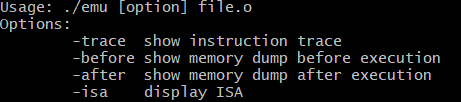 Usage: ./emu [option] file.o
Options:
        -trace  show instruction trace
        -before show memory dump before execution
        -after  show memory dump after execution
        -isa    display ISA